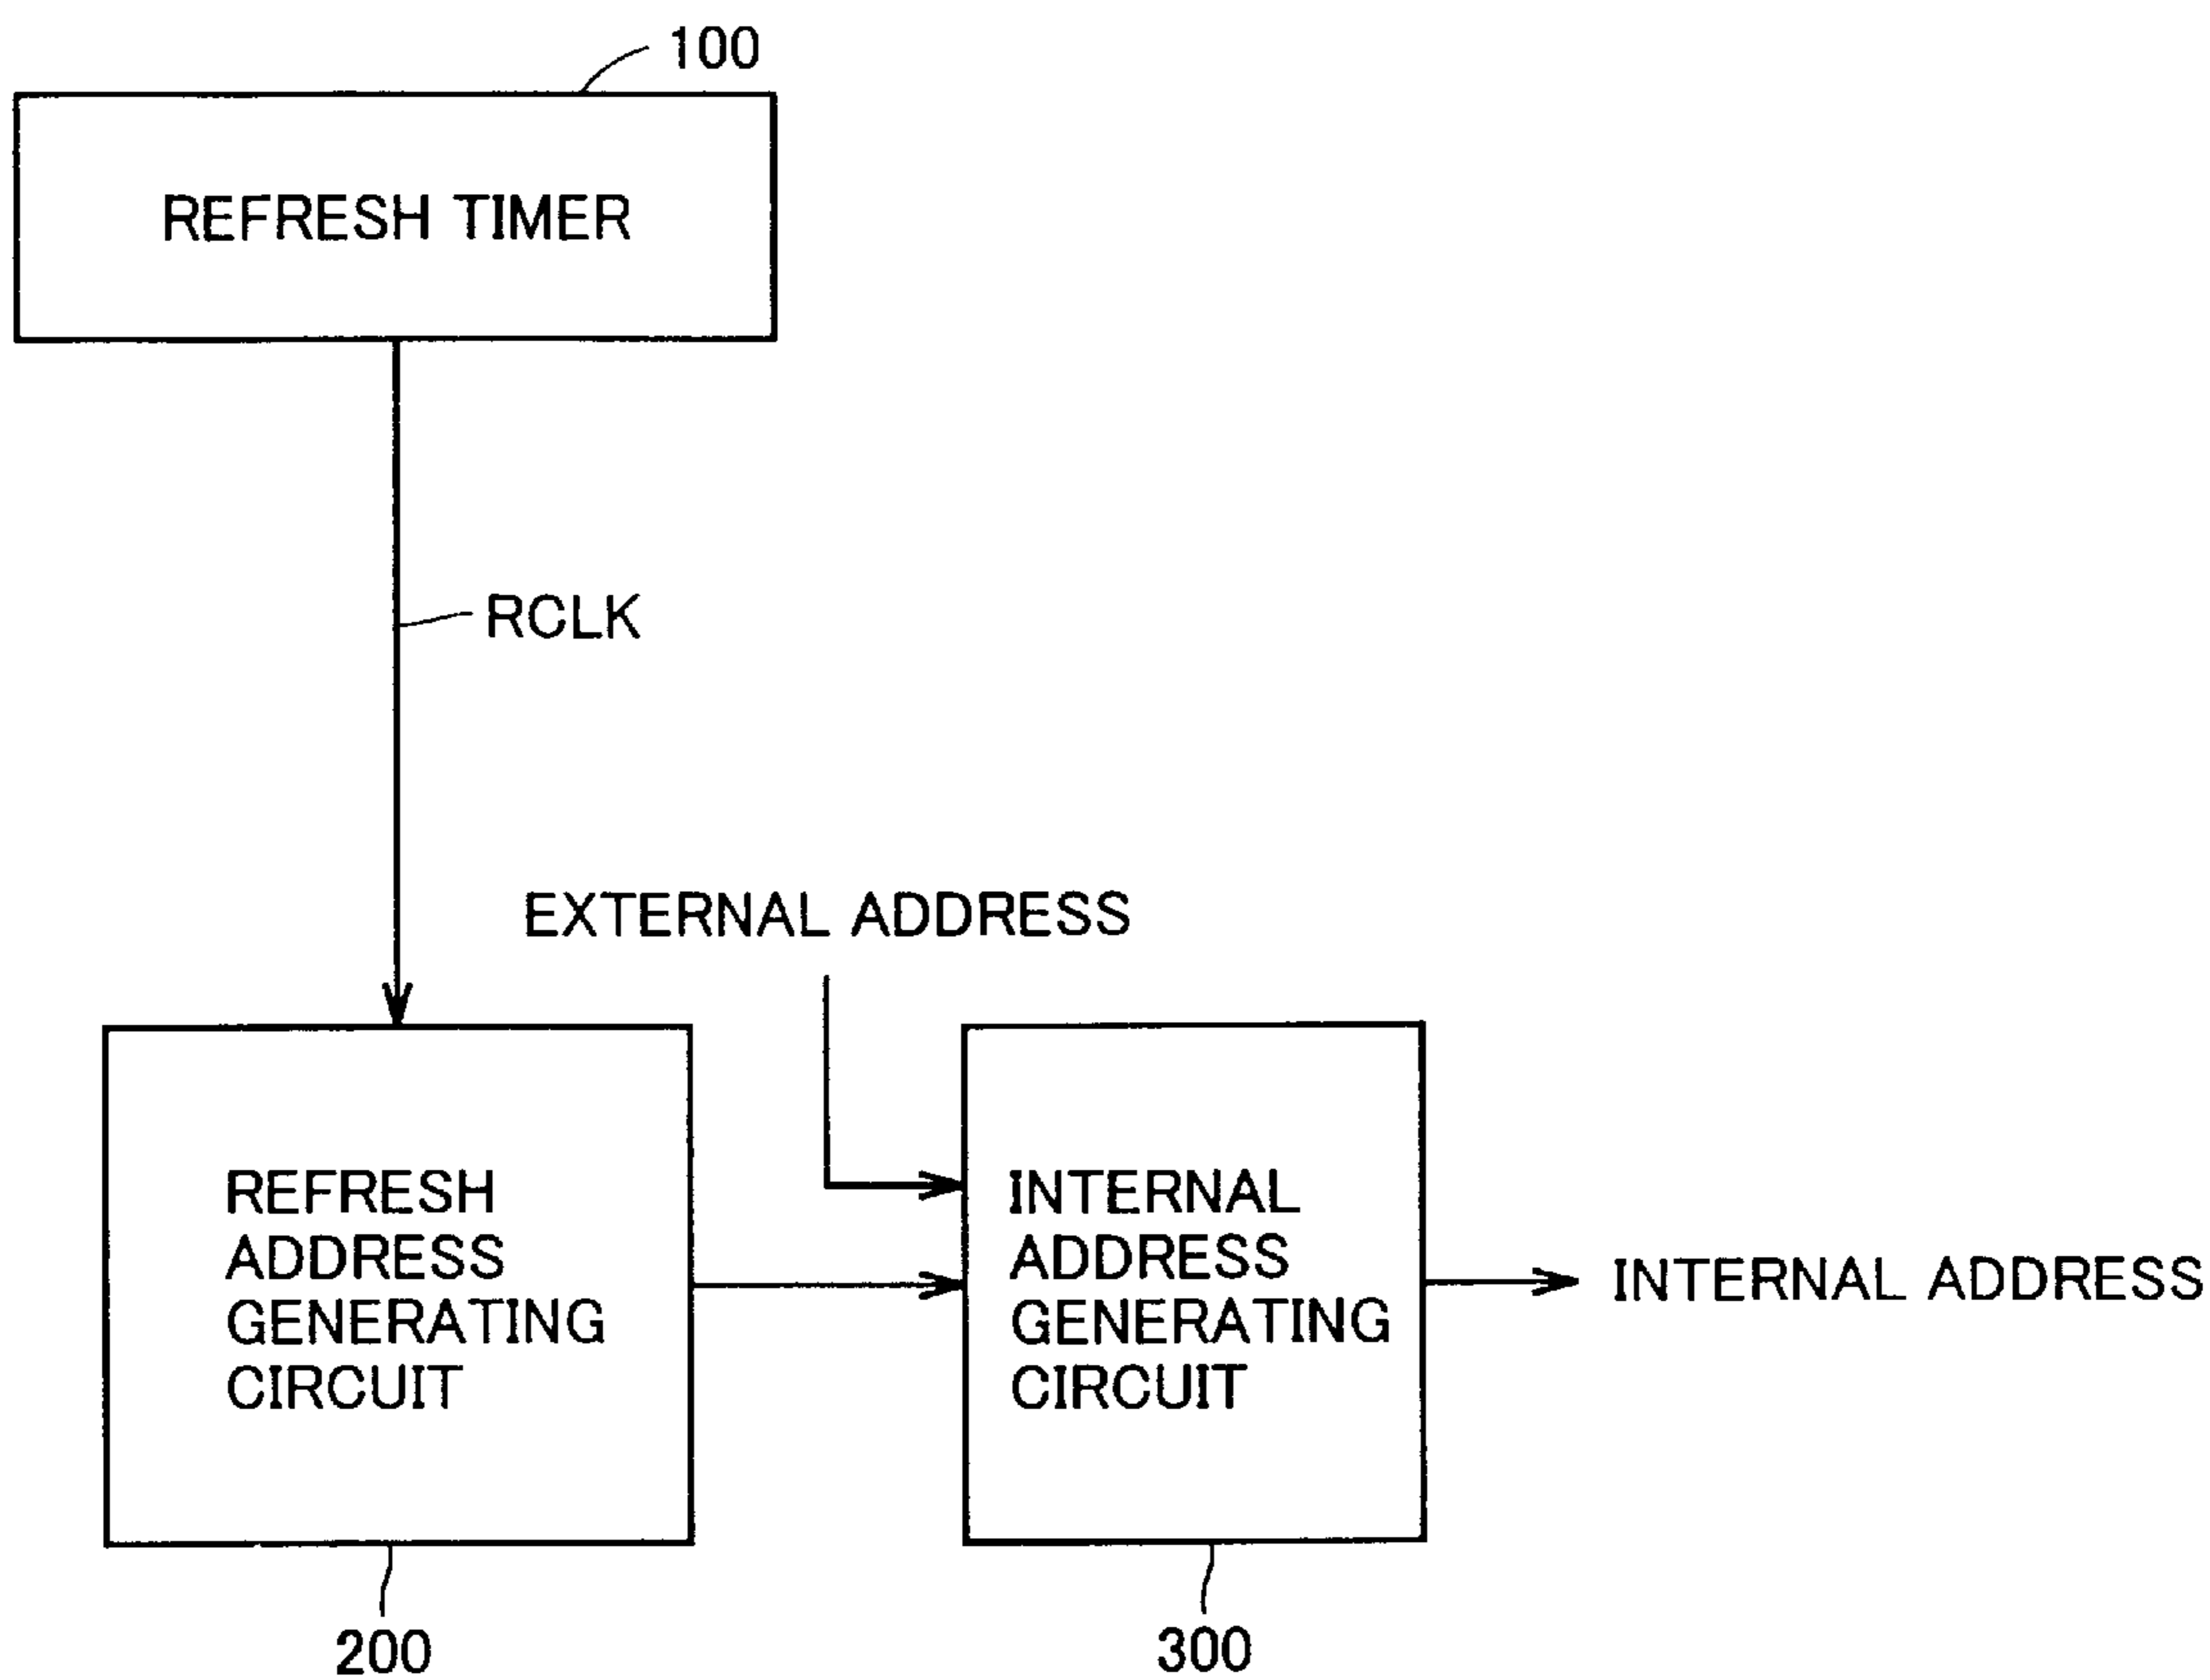 100
REFRESH TIMER
RCLK
EXTERNAL ADDRESS
REFRESH
ADDRESS
GENERATING
CIRCUIT
INTERNAL
ADDRESS
GENERATING
CIRCUIT
INTERNAL ADDRESS
200
300